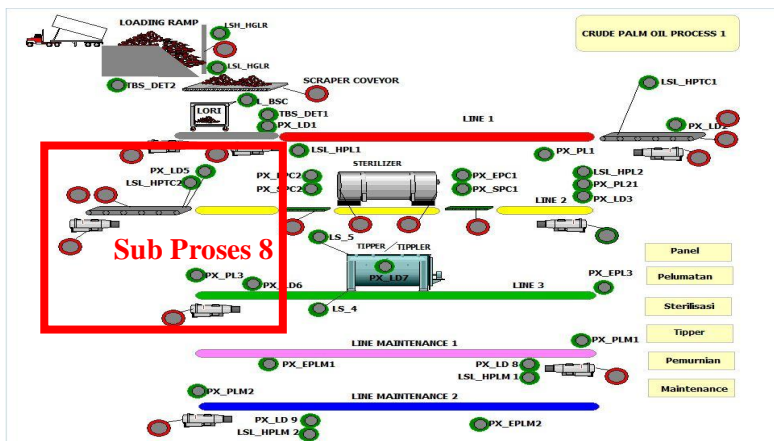 LOADING RAMP
LSH_HGLR
CRUDE PALM OIL PROCESS 1
LSL_HGLR
TBS_DET2
SCRAPER COVEYOR
LSL_HPTC1
L_BSC
LORI
TBS_DET1
PX_LD1
LINE 1
LSL_HPL1
PX_PL1
PX_LD5
LSL_HPTC2
STERILIZER
PX_EPC1
PX_SPC2
PX_SPC1
LSL_HPL2
PX_PL21
PX_LD3
LINE 2
Sub Proses 8
LS_5
TIPPER TIPPLER
PX_LD7
Panel
PX_PL3
PX_EPL3
Pelumatan
LINE 3
LS_4
Sterilisasi
Tipper
PX_PLM1
LINE MAINTENANCE 1
PX_EPLM1
PX_LD 8
LSL_HPLM 1
Pemurnian
PX_PLM2
Maintenance
LINE MAINTENANCE 2
PX_LD 9
LSL_HPLM 2
PX_EPLM2